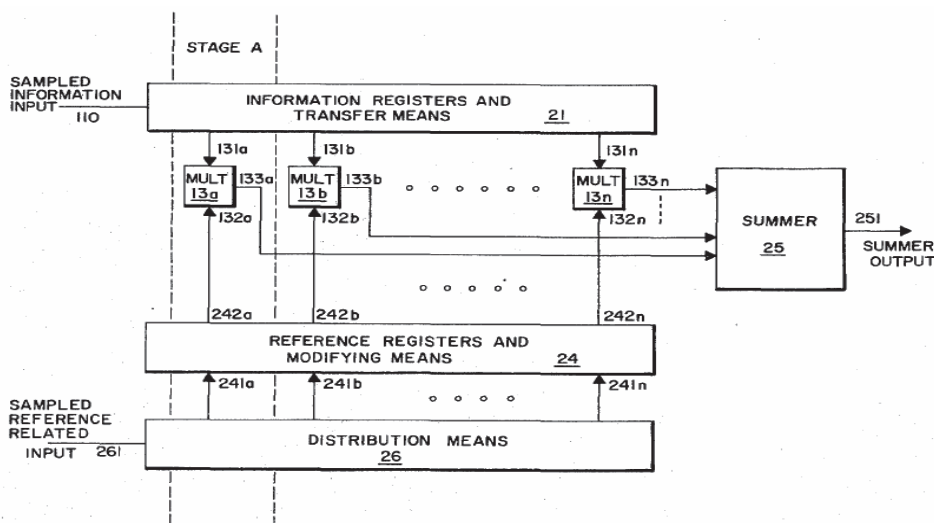 STAGE A
SAMPLED
INFORMATION
INPUT
110
INFORMATION REGISTERS AND
TRANSFER MEANS 21
131a
131b
131n
MULT
13a
133a
MULT
13b
133b
MULT
13n
133n
132a
132b
132n
SUMMER
25
251
SUMMER
OUTPUT
242a
242b
242n
REFERENCE REGISTERS AND
MODIFYING MEANS 24
241a
241b
241n
SAMPLED
REFERENCE
RELATED
INPUT 261
DISTRIBUTION MEANS
26